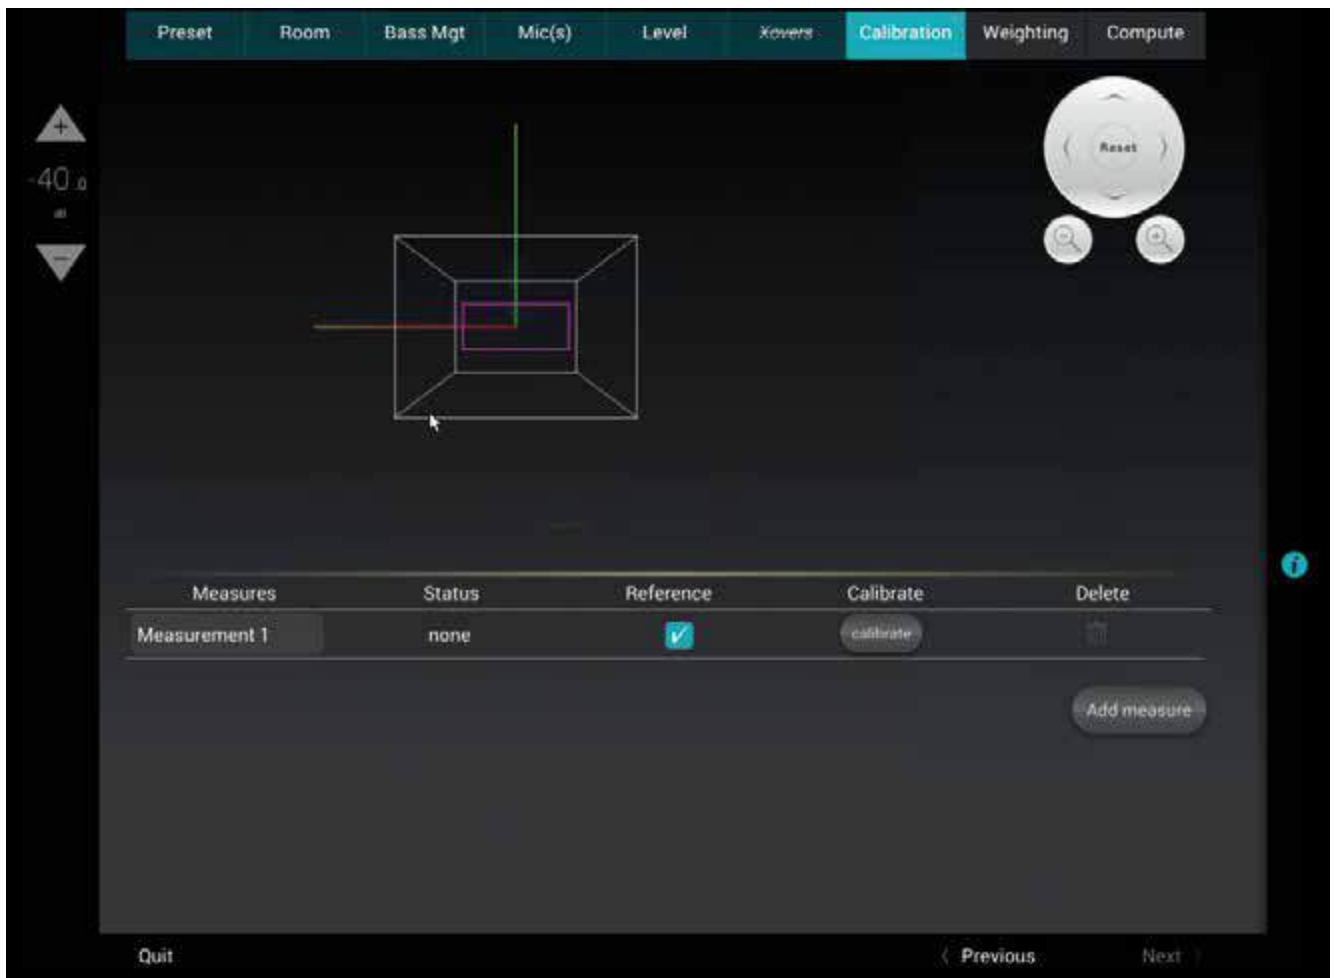 Preset Room Bass Mgt Mic(s) Level Xovers Calibration Weighting Compute
+
-40.0
dB
Reset
Measures Status Reference Calibrate Delete
Measurement 1 none calibrate
Add measure
Quit Previous Next